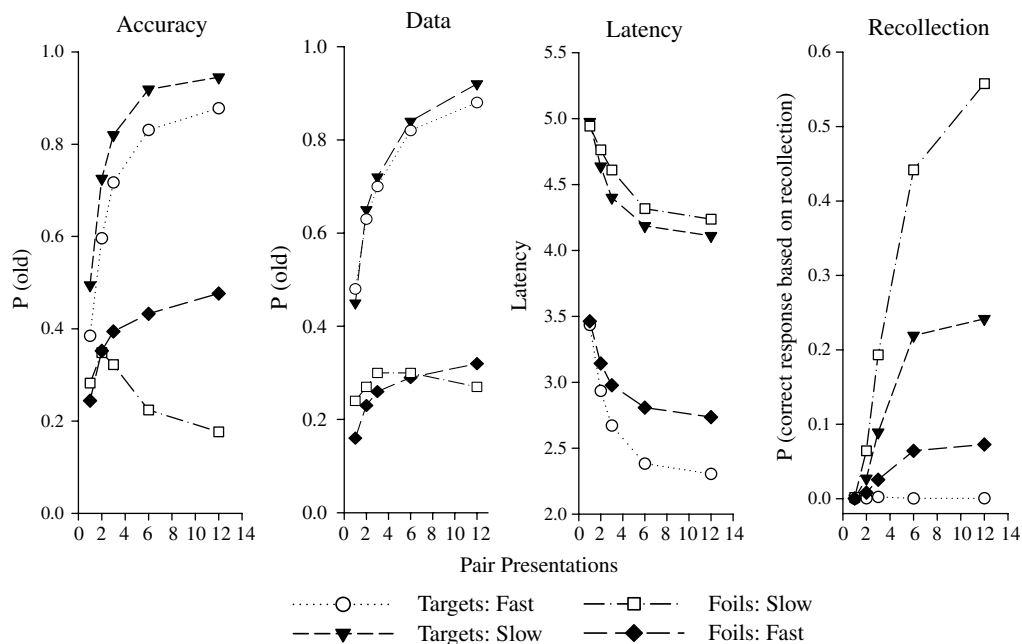 Accuracy
Data
Latency
Recollection
P (old)
1.0
0.8
0.6
0.4
0.2
0.0
0 2 4 6 8 10 12 14
P (old)
1.0
0.8
0.6
0.4
0.2
0.0
0 2 4 6 8 10 12
Latency
5.5
5.0
4.5
4.0
3.5
3.0
2.5
2.0
0 2 4 6 8 10 12 14
P (correct response based on recollection)
0.6
0.5
0.4
0.3
0.2
0.1
0.0
0 2 4 6 8 10 12 14
Pair Presentations
Targets: Fast
Foils: Slow
Targets: Slow
Foils: Fast